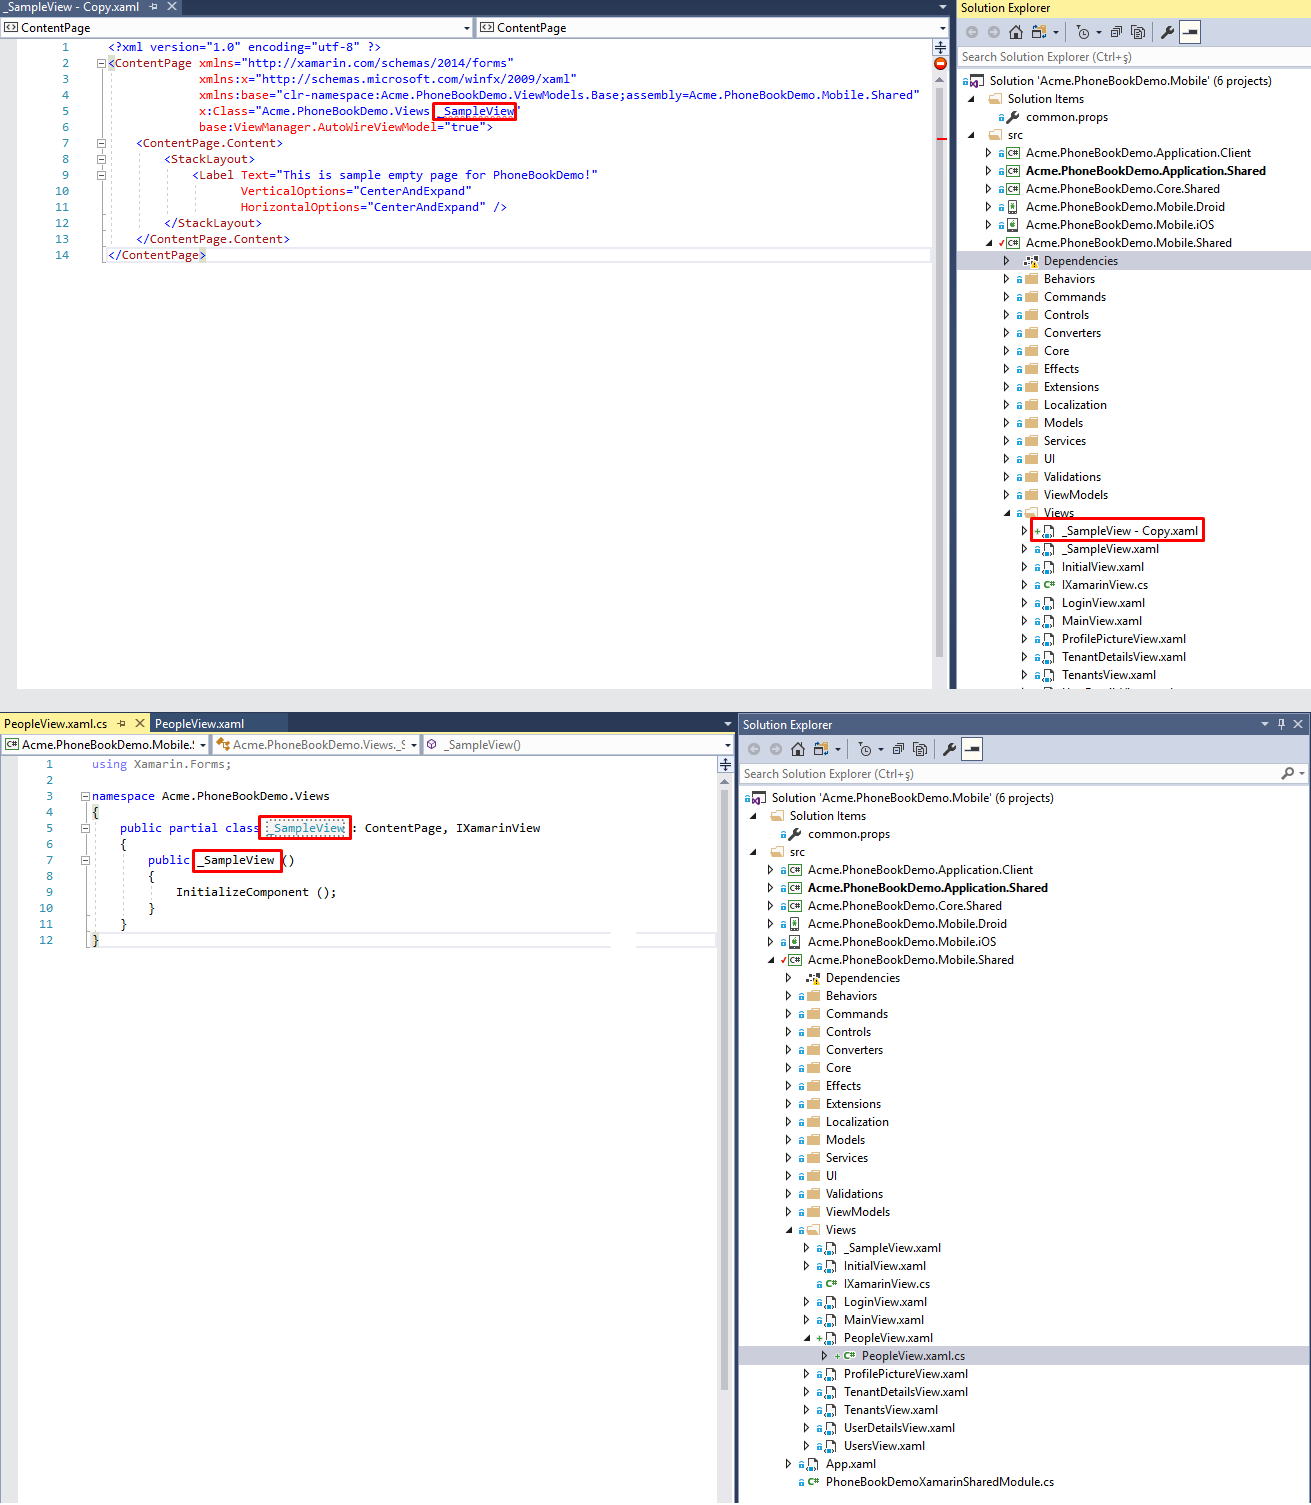 _SampleView - Copy.xaml
ContentPage
ContentPage
1 <?xml version="1.0" encoding="utf-8" ?>
2 <ContentPage xmlns="http://xamarin.com/schemas/2014/forms"
3 xmlns:x="http://schemas.microsoft.com/winfx/2009/xaml"
4 xmlns:base="clr-namespace:Acme.PhoneBookDemo.ViewModels.Base;assembly=Acme.PhoneBookDemo.Mobile.Shared"
5 x:Class="Acme.PhoneBookDemo.Views._SampleView"
6 base:ViewManager.AutoWireViewModel="true">
7 <ContentPage.Content>
8 <StackLayout>
9 <Label Text="This is sample empty page for PhoneBookDemo!"
10 VerticalOptions="CenterAndExpand"
11 HorizontalOptions="CenterAndExpand" />
12 </StackLayout>
13 </ContentPage.Content>
14 </ContentPage>
Solution Explorer
Search Solution Explorer (Ctrl+ş)
Solution 'Acme.PhoneBookDemo.Mobile' (6 projects)
Solution Items
common.props
src
C# Acme.PhoneBookDemo.Application.Client
C# Acme.PhoneBookDemo.Application.Shared
C# Acme.PhoneBookDemo.Core.Shared
Acme.PhoneBookDemo.Mobile.Droid
Acme.PhoneBookDemo.Mobile.iOS
C# Acme.PhoneBookDemo.Mobile.Shared
Dependencies
Behaviors
Commands
Controls
Converters
Core
Effects
Extensions
Localization
Models
Services
UI
Validations
ViewModels
Views
_SampleView - Copy.xaml
_SampleView.xaml
InitialView.xaml
C# IXamarinView.cs
LoginView.xaml
MainView.xaml
ProfilePictureView.xaml
TenantDetailsView.xaml
TenantsView.xaml
PeopleView.xaml.cs
PeopleView.xaml
C# Acme.PhoneBookDemo.Mobile.
Acme.PhoneBookDemo.Views._S
_SampleView()
1 using Xamarin.Forms;
2
3 namespace Acme.PhoneBookDemo.Views
4 {
5 public partial class _SampleView : ContentPage, IXamarinView
6 {
7 public _SampleView ()
8 {
9 InitializeComponent ();
10 }
11 }
12 }
Solution Explorer
Search Solution Explorer (Ctrl+ş)
Solution 'Acme.PhoneBookDemo.Mobile' (6 projects)
Solution Items
common.props
src
C# Acme.PhoneBookDemo.Application.Client
C# Acme.PhoneBookDemo.Application.Shared
C# Acme.PhoneBookDemo.Core.Shared
Acme.PhoneBookDemo.Mobile.Droid
Acme.PhoneBookDemo.Mobile.iOS
C# Acme.PhoneBookDemo.Mobile.Shared
Dependencies
Behaviors
Commands
Controls
Converters
Core
Effects
Extensions
Localization
Models
Services
UI
Validations
ViewModels
Views
_SampleView.xaml
InitialView.xaml
C# IXamarinView.cs
LoginView.xaml
MainView.xaml
PeopleView.xaml
C# PeopleView.xaml.cs
ProfilePictureView.xaml
TenantDetailsView.xaml
TenantsView.xaml
UserDetailsView.xaml
UsersView.xaml
App.xaml
C# PhoneBookDemoXamarinSharedModule.cs